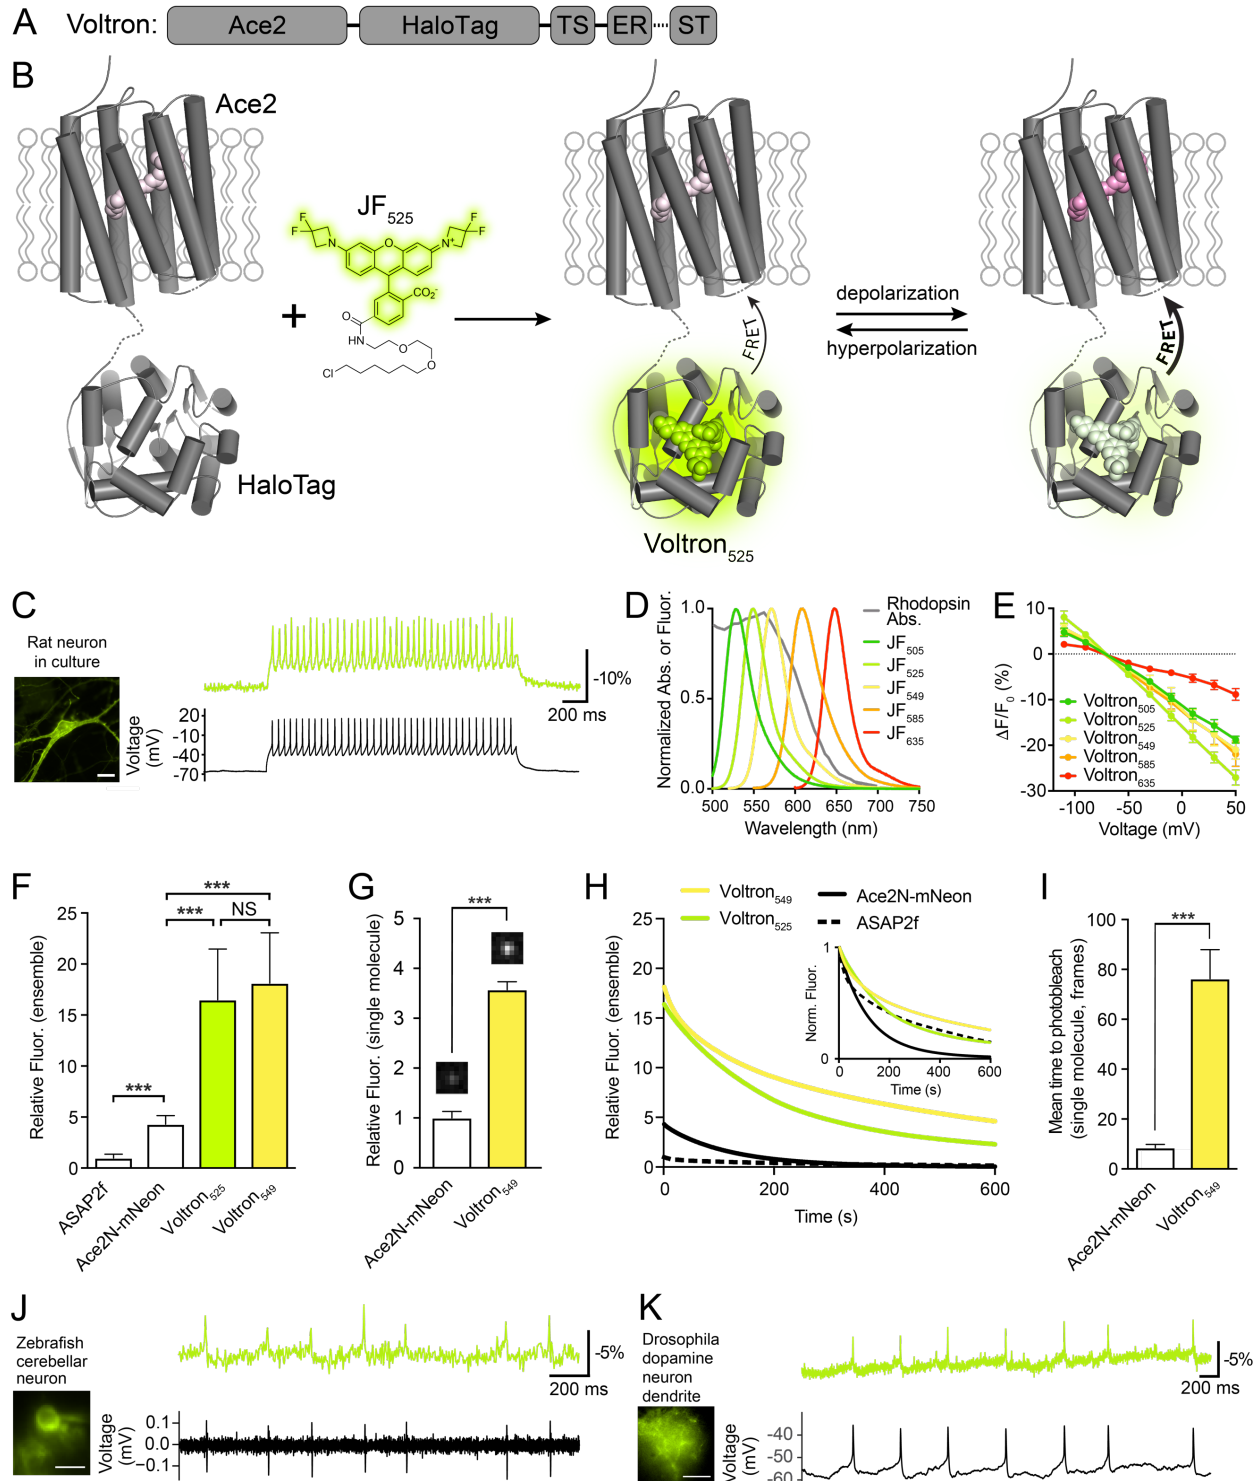 A
Voltron:
Ace2
HaloTag
TS
ER
ST
B
Ace2
JF525
F
F
F
F
N
O
N+
CO2-
O
NH
O
O
Cl
HaloTag
FRET
Voltron525
depolarization
hyperpolarization
FRET
C
Rat neuron
in culture
-10%
200 ms
Voltage
(mV)
20
-10
-40
-70
D
Normalized Abs. or Fluor.
1.0
0.5
0.0
500
550
600
650
700
750
Wavelength (nm)
Rhodopsin
Abs.
JF505
JF525
JF549
JF585
JF635
E
ΔF/F0 (%)
10
0
-10
-20
-30
-100
-50
0
50
Voltage (mV)
Voltron505
Voltron525
Voltron549
Voltron585
Voltron635
F
Relative Fluor. (ensemble)
25
20
15
10
5
0
***
***
***
NS
ASAP2f
Ace2N-mNeon
Voltron525
Voltron549
G
Relative Fluor. (single molecule)
5
4
3
2
1
0
***
Ace2N-mNeon
Voltron549
H
Voltron549
Voltron525
Ace2N-mNeon
ASAP2f
Relative Fluor. (ensemble)
25
20
15
10
5
0
0
200
400
600
Time (s)
Norm. Fluor.
1
0
0
200
400
600
Time (s)
I
Mean time to photobleach
(single molecule, frames)
100
80
60
40
20
0
***
Ace2N-mNeon
Voltron549
J
Zebrafish
cerebellar
neuron
-5%
200 ms
Voltage
(mV)
0.1
0.0
-0.1
K
Drosophila
dopamine
neuron
dendrite
-5%
200 ms
Voltage
(mV)
-40
-50
-60